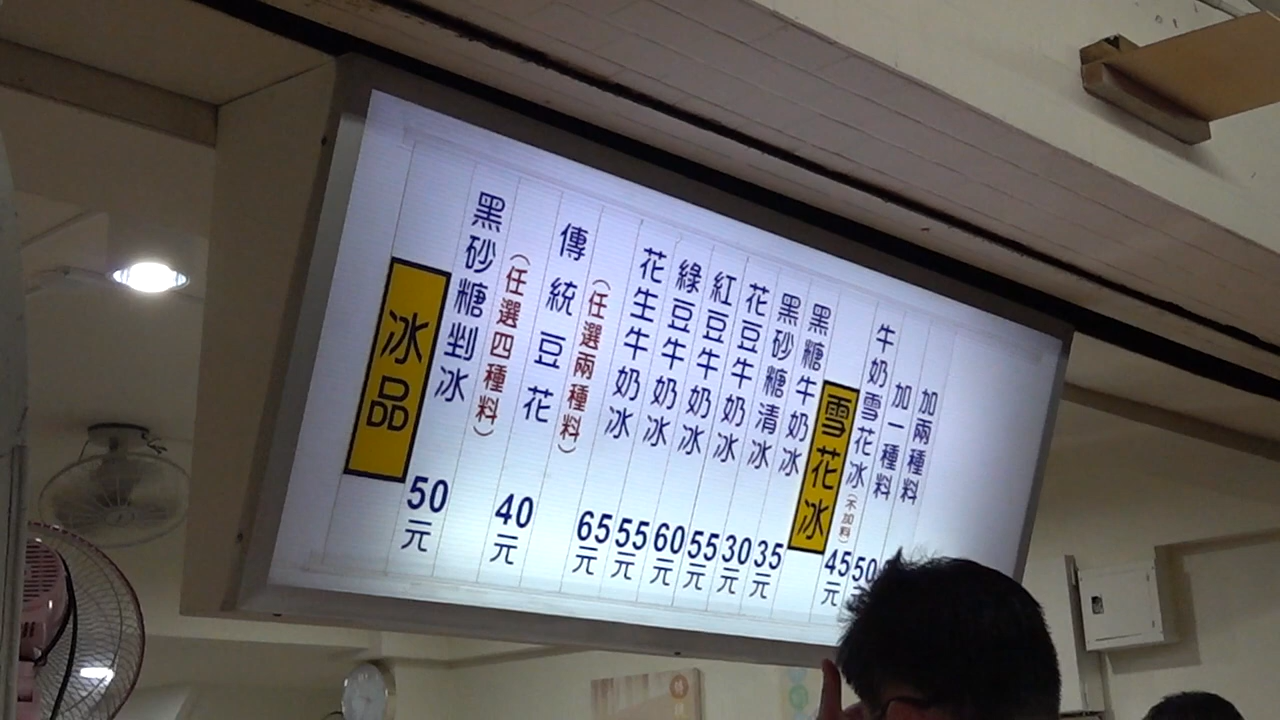 冰品
黑砂糖剉冰 50元
（任選四種料）
傳統豆花 40元
（任選兩種料）
花生牛奶冰 65元
綠豆牛奶冰 55元
紅豆牛奶冰 60元
花豆牛奶冰 55元
黑砂糖清冰 30元
黑糖牛奶冰 35元
雪花冰
牛奶雪花冰（不加料） 45元
加一種料 50
加兩種料